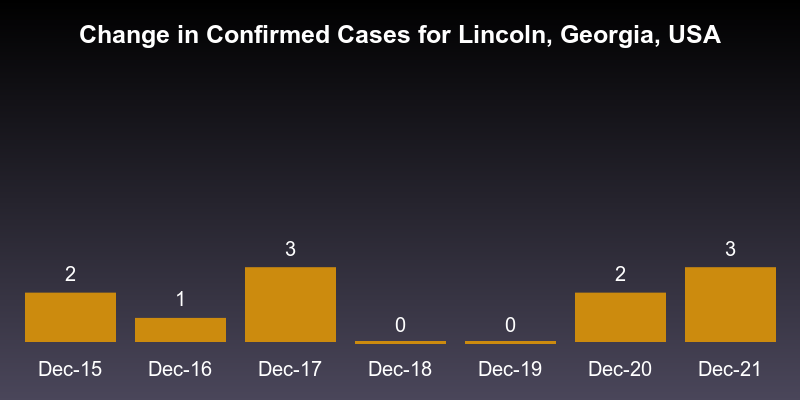 Change in Confirmed Cases for Lincoln, Georgia, USA
2 1 3 0 0 2 3
Dec-15 Dec-16 Dec-17 Dec-18 Dec-19 Dec-20 Dec-21